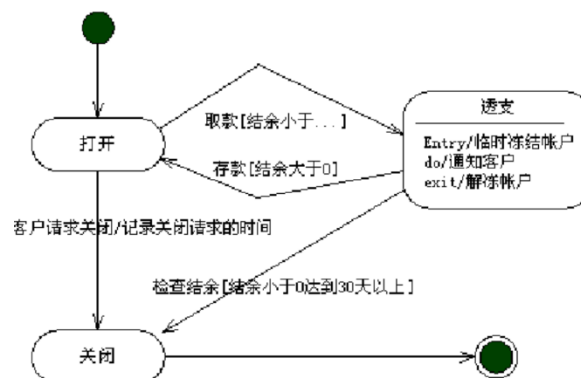 透支
取款[结余小于...]
打开
Entry/临时冻结帐户
do/通知客户
exit/解冻帐户
存款[结余大于0]
客户请求关闭/记录关闭请求的时间
检查结余[结余小于0达到30天以上]
关闭